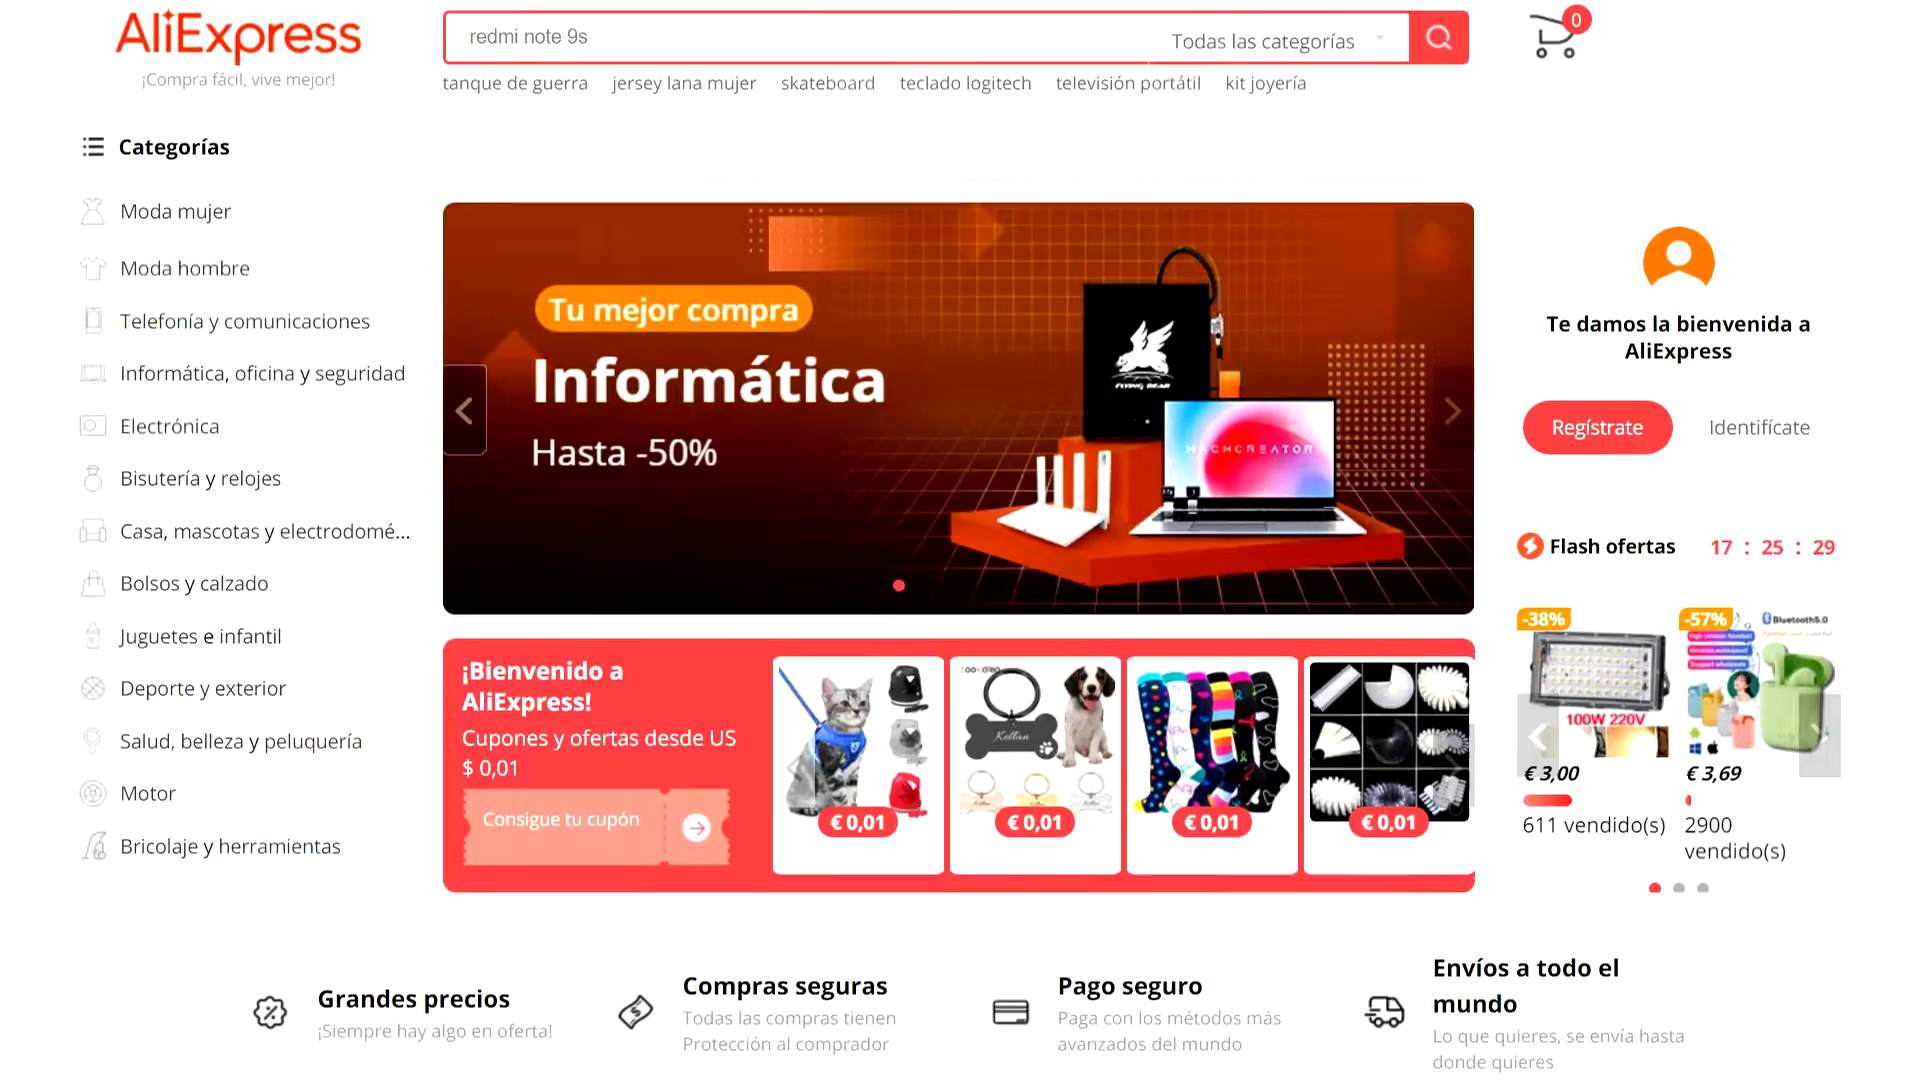 AliExpress
¡Compra fácil, vive mejor!
redmi note 9s
Todas las categorías
0
tanque de guerra jersey lana mujer skateboard teclado logitech televisión portátil kit joyería
Categorías
Moda mujer
Moda hombre
Telefonía y comunicaciones
Informática, oficina y seguridad
Electrónica
Bisutería y relojes
Casa, mascotas y electrodomé...
Bolsos y calzado
Juguetes e infantil
Deporte y exterior
Salud, belleza y peluquería
Motor
Bricolaje y herramientas
Tu mejor compra
Informática
Hasta -50%
FLYING BEAR
MACHCREATOR
Te damos la bienvenida a
AliExpress
Regístrate Identifícate
Flash ofertas 17 : 25 : 29
-38%
100W 220V
€ 3,00
611 vendido(s)
-57%
Bluetooth5.0
€ 3,69
2900
vendido(s)
¡Bienvenido a
AliExpress!
Cupones y ofertas desde US
$ 0,01
Consigue tu cupón
€ 0,01
Kellan
€ 0,01
€ 0,01
€ 0,01
Grandes precios
¡Siempre hay algo en oferta!
Compras seguras
Todas las compras tienen
Protección al comprador
Pago seguro
Paga con los métodos más
avanzados del mundo
Envíos a todo el
mundo
Lo que quieres, se envía hasta
donde quieres